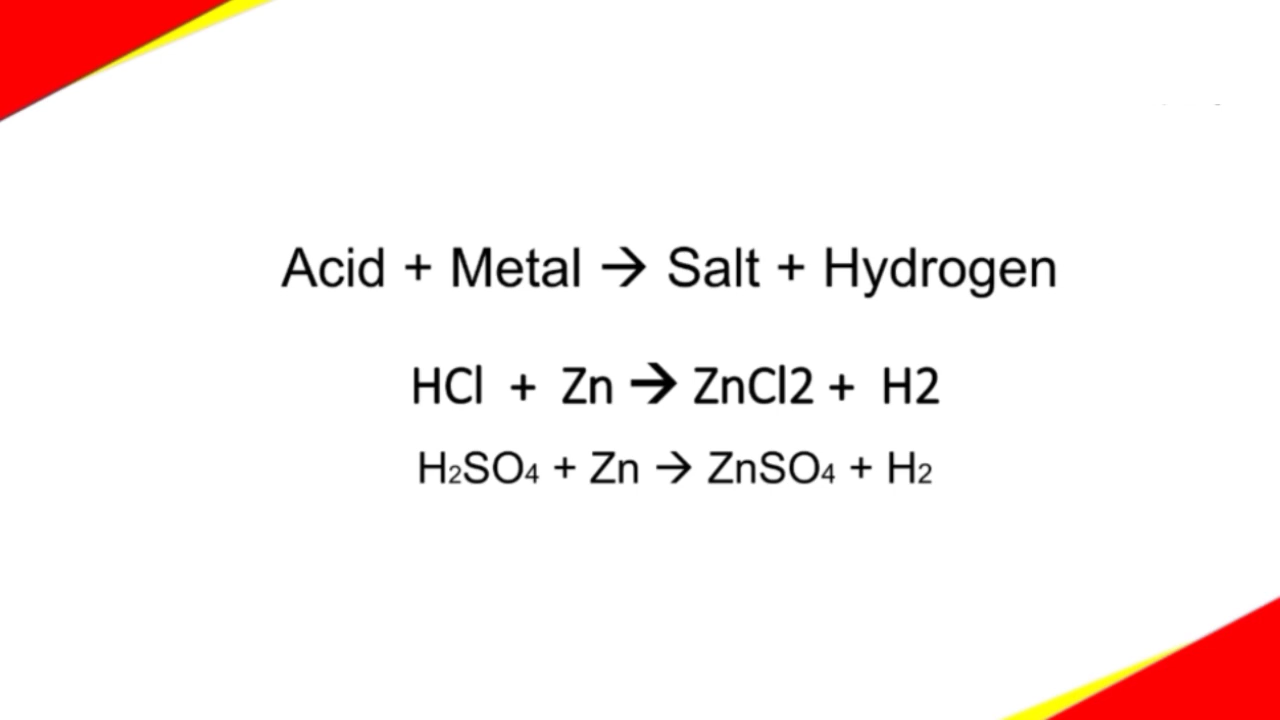 Acid + Metal → Salt + Hydrogen
HCl + Zn → ZnCl2 + H2
H₂SO₄ + Zn → ZnSO₄ + H₂